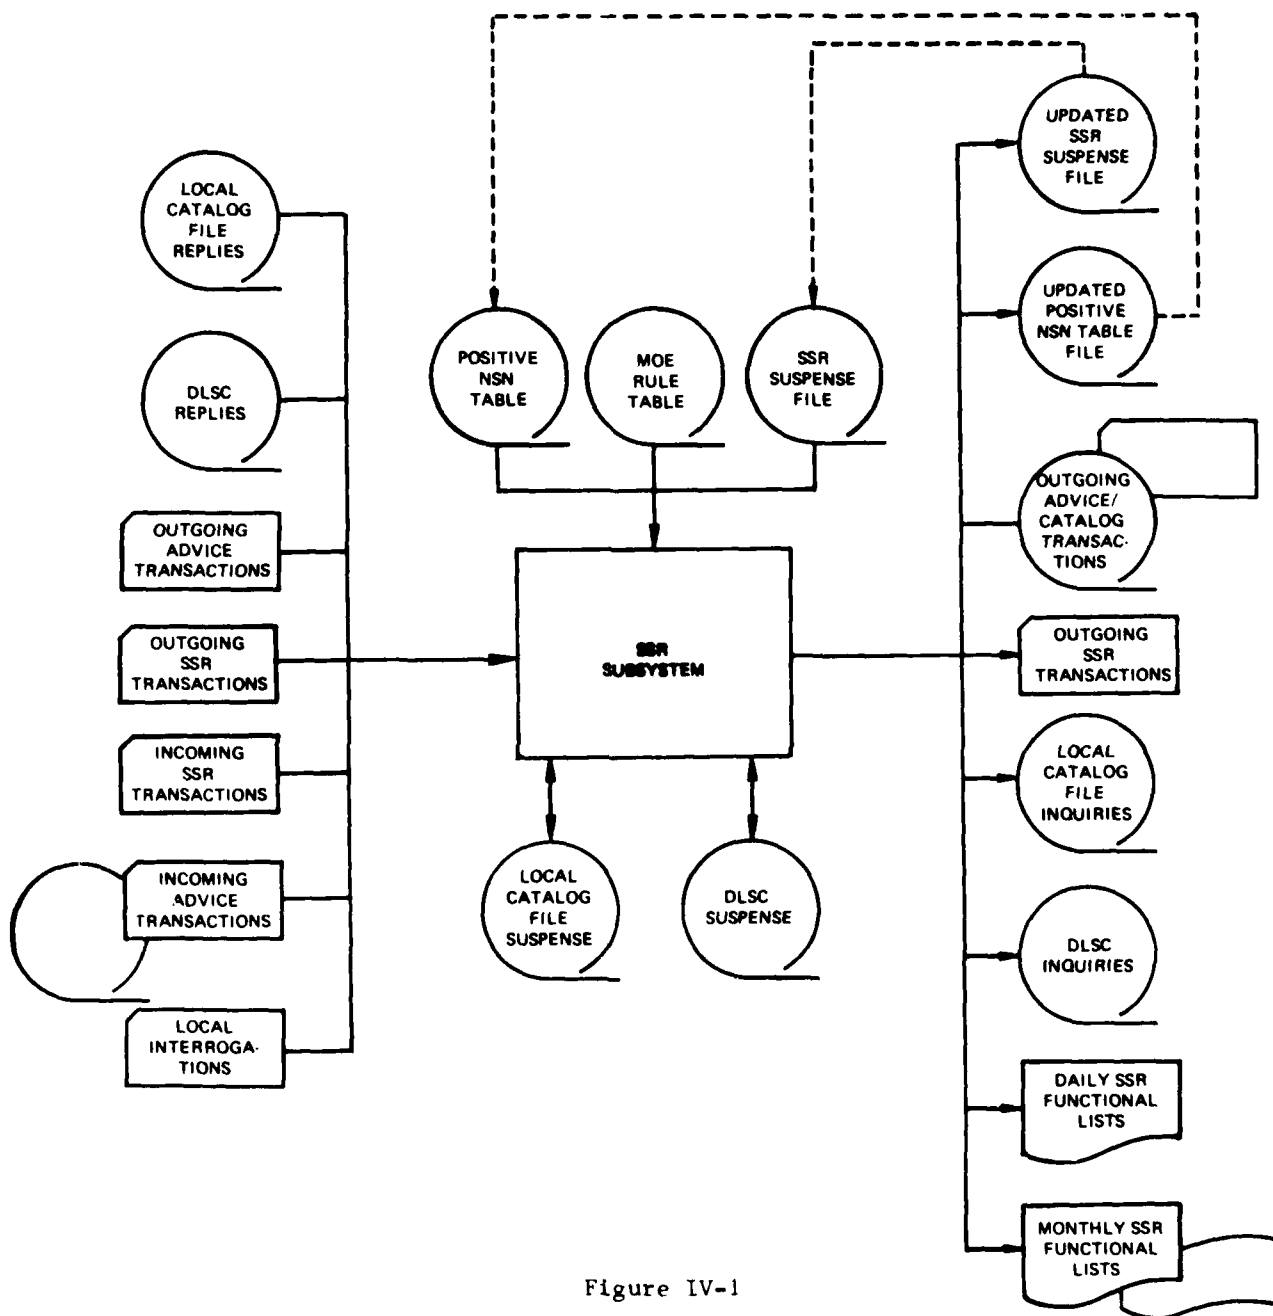 LOCAL
CATALOG
FILE
REPLIES
DLSC
REPLIES
OUTGOING
ADVICE
TRANSACTIONS
OUTGOING
SSR
TRANSACTIONS
INCOMING
SSR
TRANSACTIONS
INCOMING
ADVICE
TRANSACTIONS
LOCAL
INTERROGA-
TIONS
POSITIVE
NSN
TABLE
MOE
RULE
TABLE
SSR
SUSPENSE
FILE
SSR
SUBSYSTEM
LOCAL
CATALOG
FILE
SUSPENSE
DLSC
SUSPENSE
UPDATED
SSR
SUSPENSE
FILE
UPDATED
POSITIVE
NSN TABLE
FILE
OUTGOING
ADVICE/
CATALOG
TRANSAC-
TIONS
OUTGOING
SSR
TRANSACTIONS
LOCAL
CATALOG
FILE
INQUIRIES
DLSC
INQUIRIES
DAILY SSR
FUNCTIONAL
LISTS
MONTHLY SSR
FUNCTIONAL
LISTS
Figure IV-1